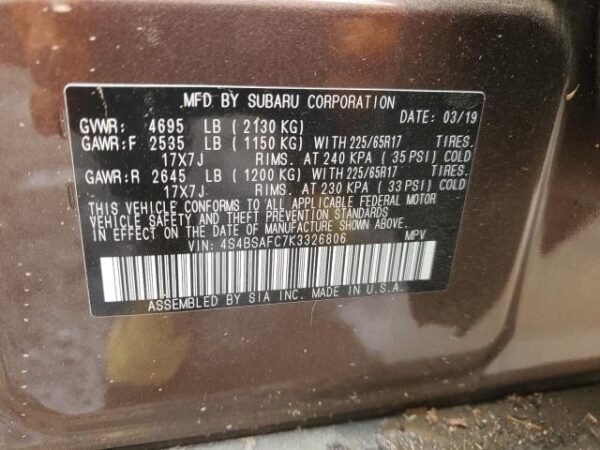 MFD BY SUBARU CORPORATION
GVWR: 4695 LB (2130 KG) DATE: 03/19
GAWR:F 2535 LB (1150 KG) WITH 225/65R17 TIRES.
17X7J RIMS. AT 240 KPA (35 PSI) COLD
GAWR:R 2645 LB (1200 KG) WITH 225/65R17 TIRES.
17X7J RIMS. AT 230 KPA (33 PSI) COLD
THIS VEHICLE CONFORMS TO ALL APPLICABLE FEDERAL MOTOR
VEHICLE SAFETY AND THEFT PREVENTION STANDARDS
IN EFFECT ON THE DATE OF MANUFACTURE SHOWN ABOVE.
VIN: 4S4BSAFC7K3326806 MPV
ASSEMBLED BY SIA INC. MADE IN U.S.A.